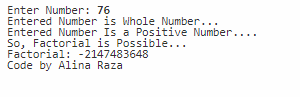 Enter Number: 76
Entered Number is Whole Number...
Entered Number Is a Positive Number....
So, Factorial is Possible...
Factorial: -2147483648
Code by Alina Raza